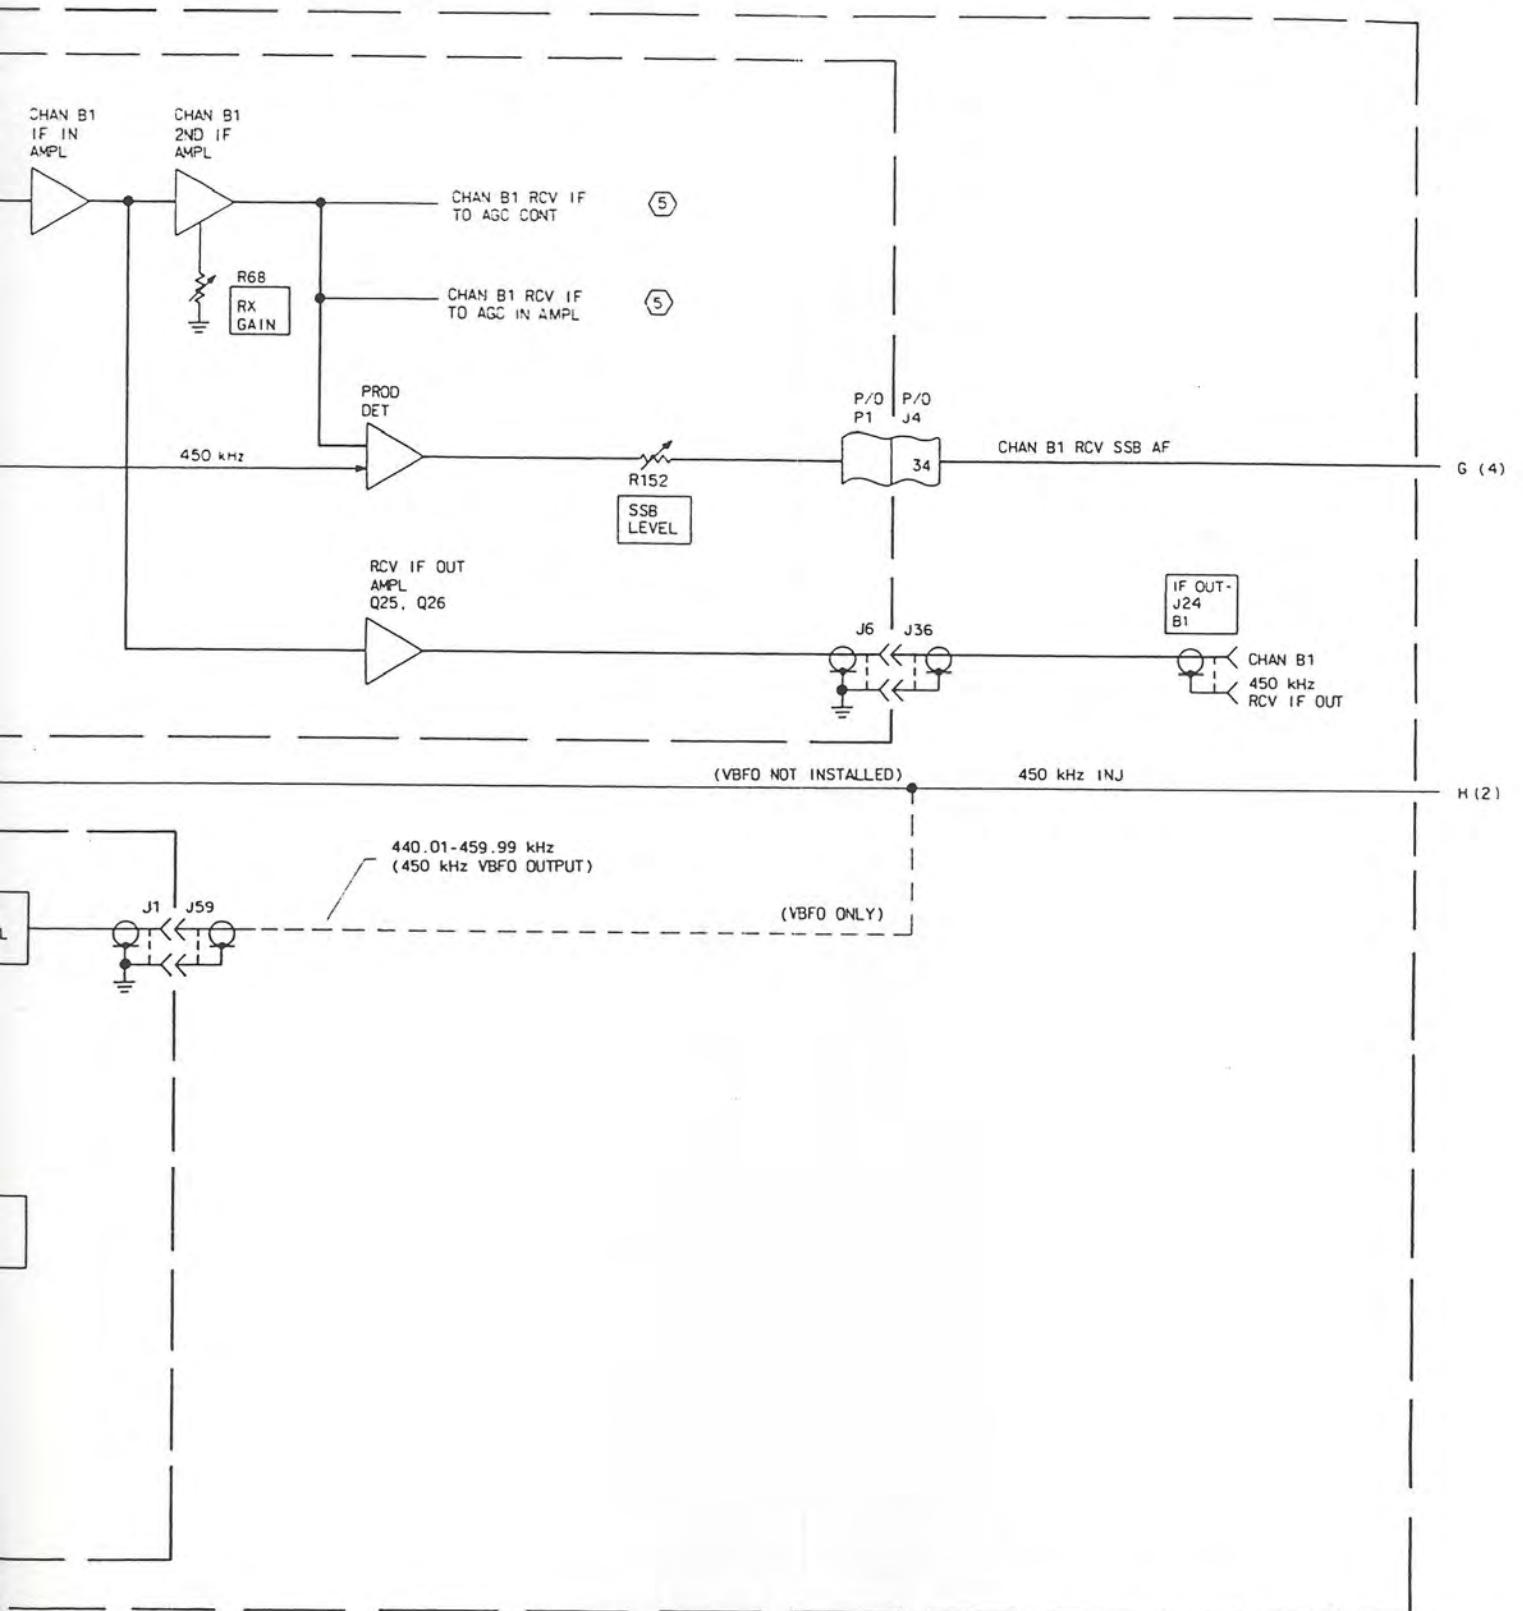 CHAN B1
IF IN
AMPL
CHAN B1
2ND IF
AMPL
CHAN B1 RCV IF
TO AGC CONT
5
R68
RX
GAIN
CHAN B1 RCV IF
TO AGC IN AMPL
5
PROD
DET
P/O P/O
P1 J4
450 kHz
34
CHAN B1 RCV SSB AF
G (4)
R152
SSB
LEVEL
RCV IF OUT
AMPL
Q25, Q26
IF OUT-
J24
B1
J6 J36
CHAN B1
450 kHz
RCV IF OUT
(VBFO NOT INSTALLED)
450 kHz INJ
H (2)
440.01-459.99 kHz
(450 kHz VBFO OUTPUT)
J1 J59
(VBFO ONLY)
L